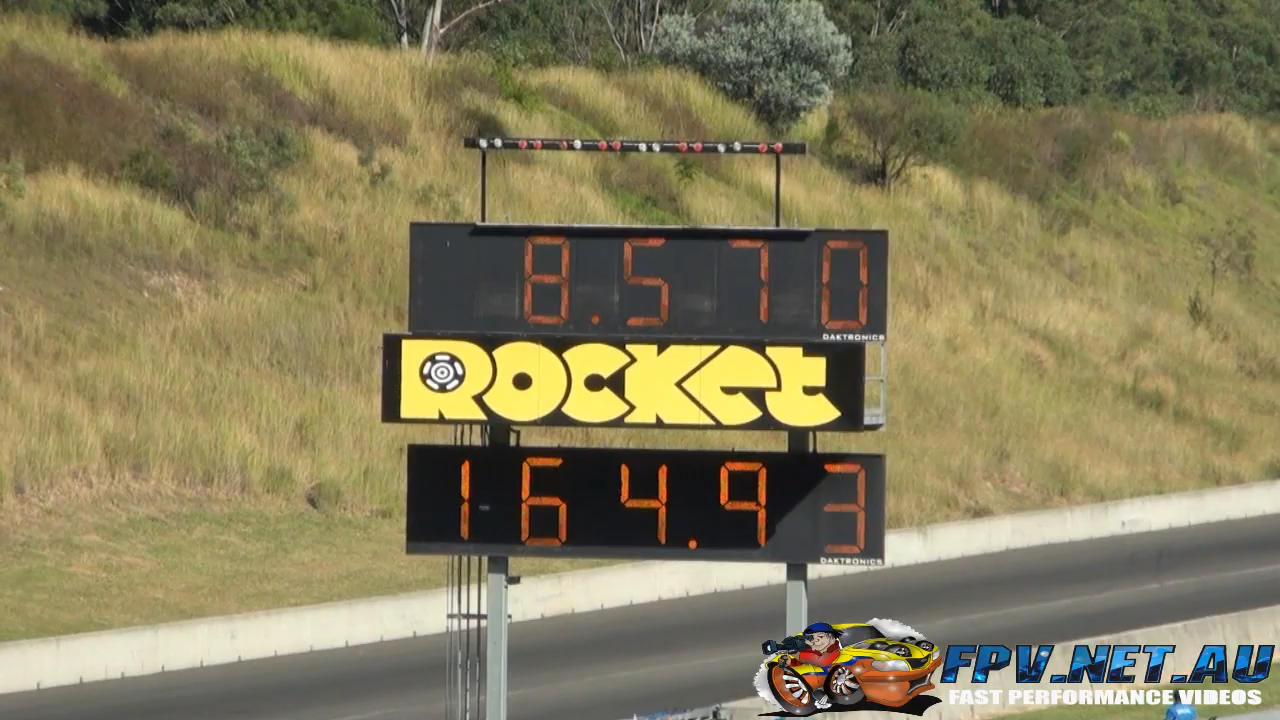 8.570
DAKTRONICS
ROCKet
164.93
DAKTRONICS
FPV.NET.AU
FAST PERFORMANCE VIDEOS